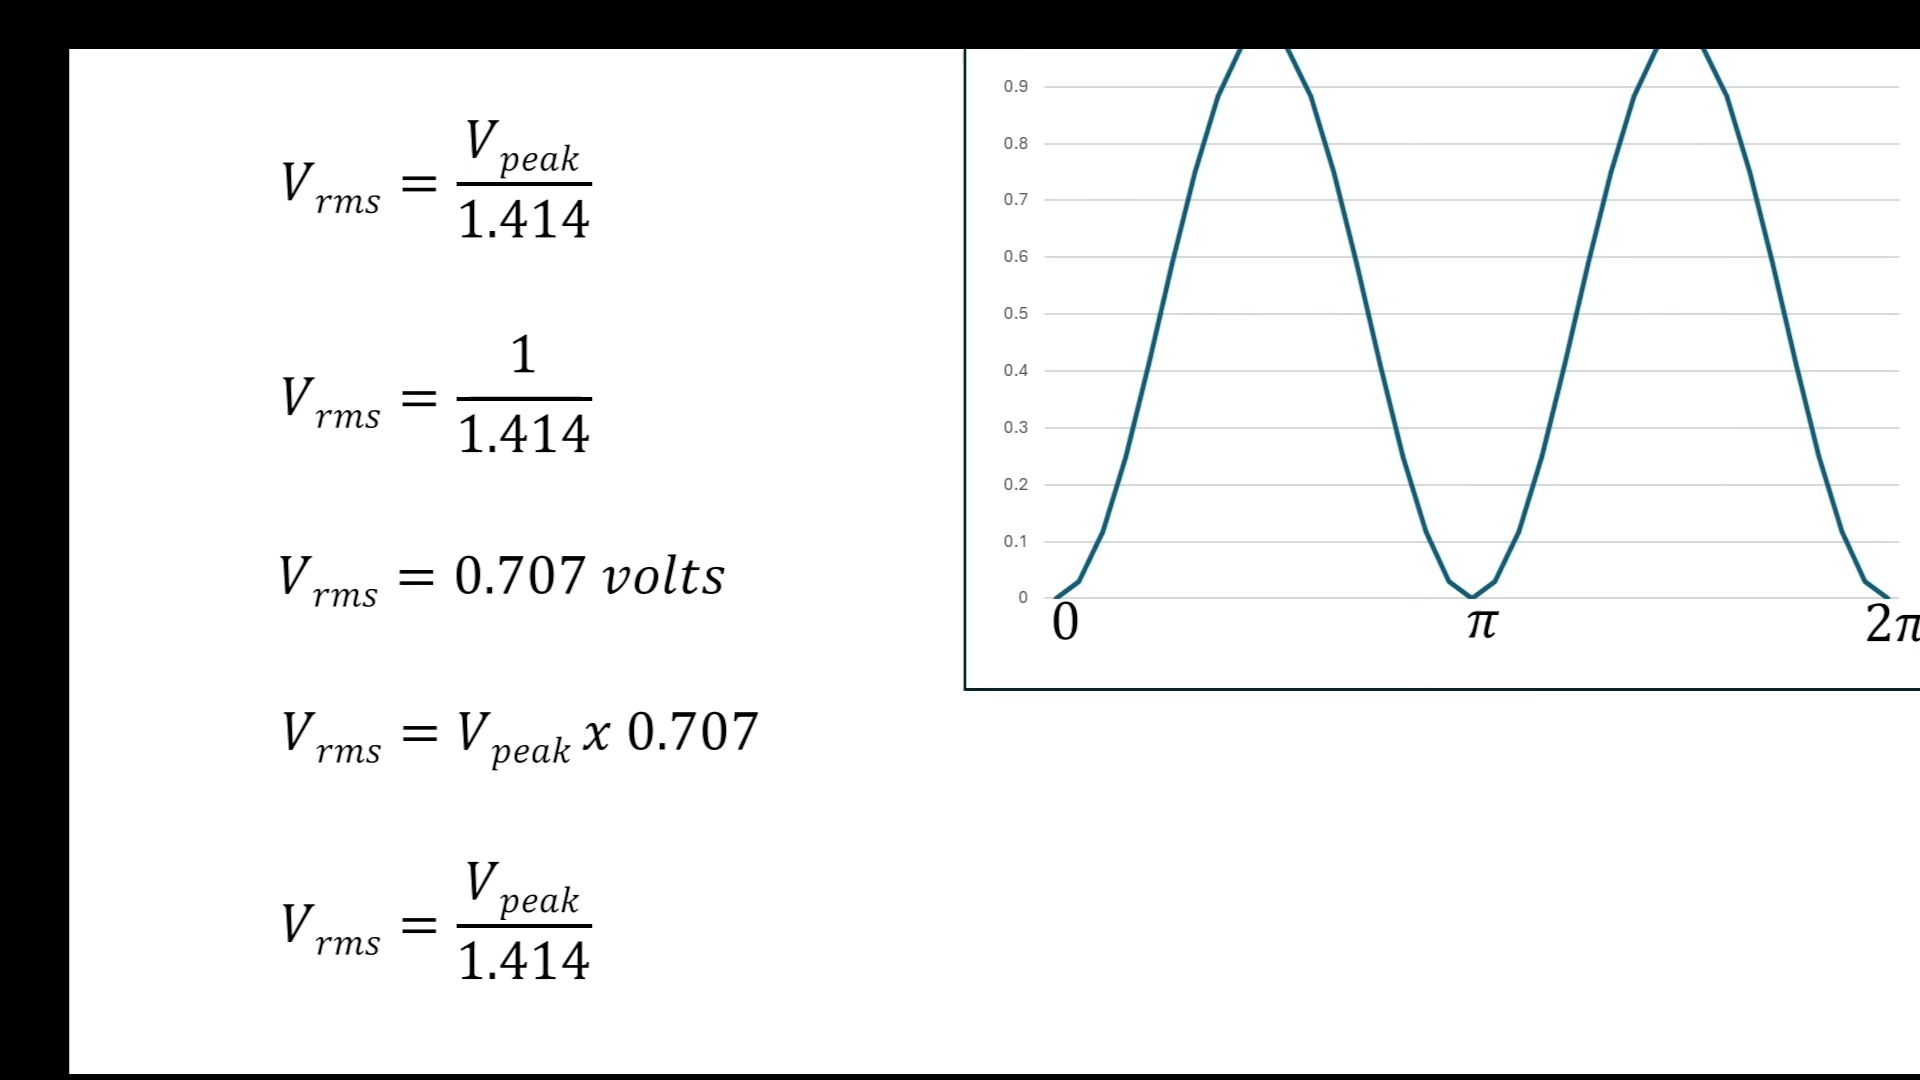 V_rms = V_peak / 1.414
V_rms = 1 / 1.414
V_rms = 0.707 volts
V_rms = V_peak x 0.707
V_rms = V_peak / 1.414
0.9
0.8
0.7
0.6
0.5
0.4
0.3
0.2
0.1
0
0 π 2π